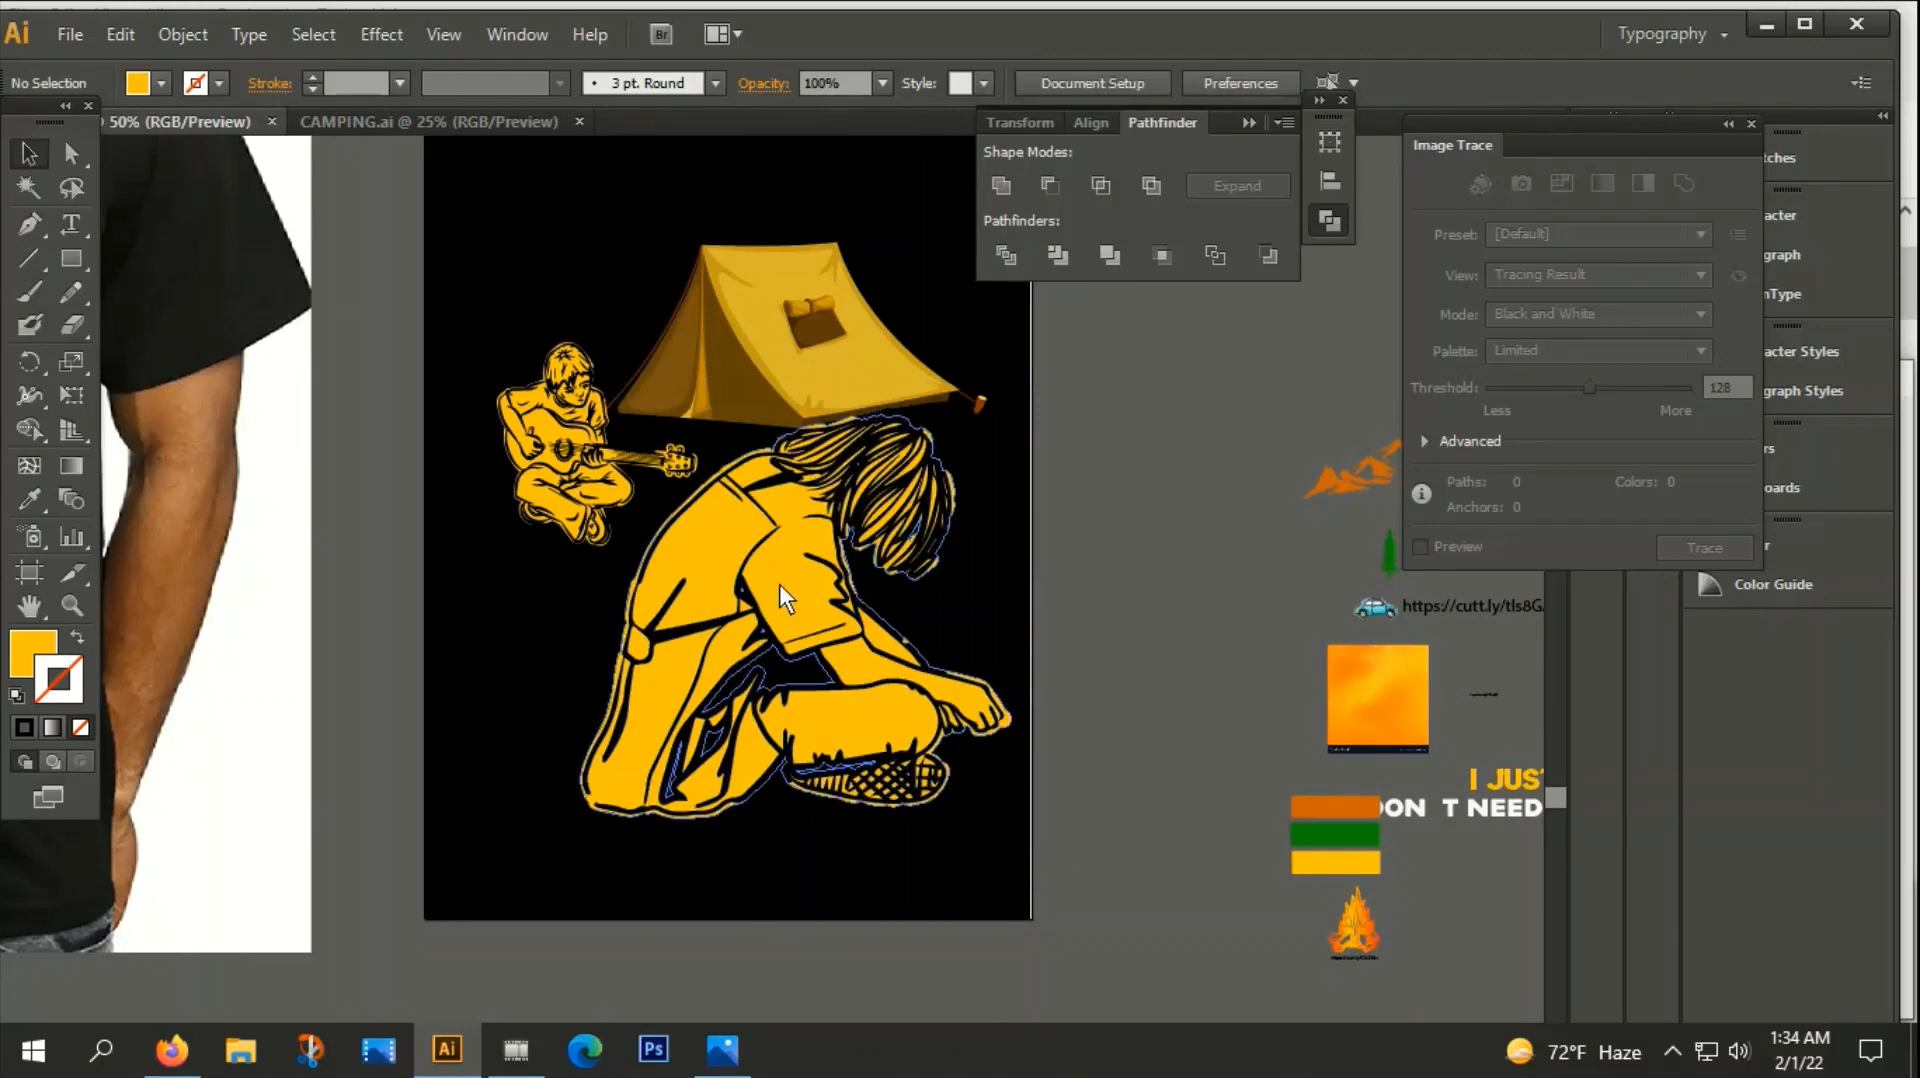 Ai File Edit Object Type Select Effect View Window Help Br Typography
No Selection Stroke: 3 pt. Round Opacity: 100% Style: Document Setup Preferences
50% (RGB/Preview) CAMPING.ai @ 25% (RGB/Preview)
Transform Align Pathfinder
Shape Modes:
Expand
Pathfinders:
Image Trace
Preset: [Default]
View: Tracing Result
Mode: Black and White
Palette: Limited
Threshold: 128
Less More
Advanced
Paths: 0 Colors: 0
Anchors: 0
Preview Trace
tches
acter
graph
nType
acter Styles
graph Styles
rs
oards
r
Color Guide
https://cutt.ly/tls8G
I JUS
DON T NEED
Ai
Ps
72°F Haze
1:34 AM
2/1/22